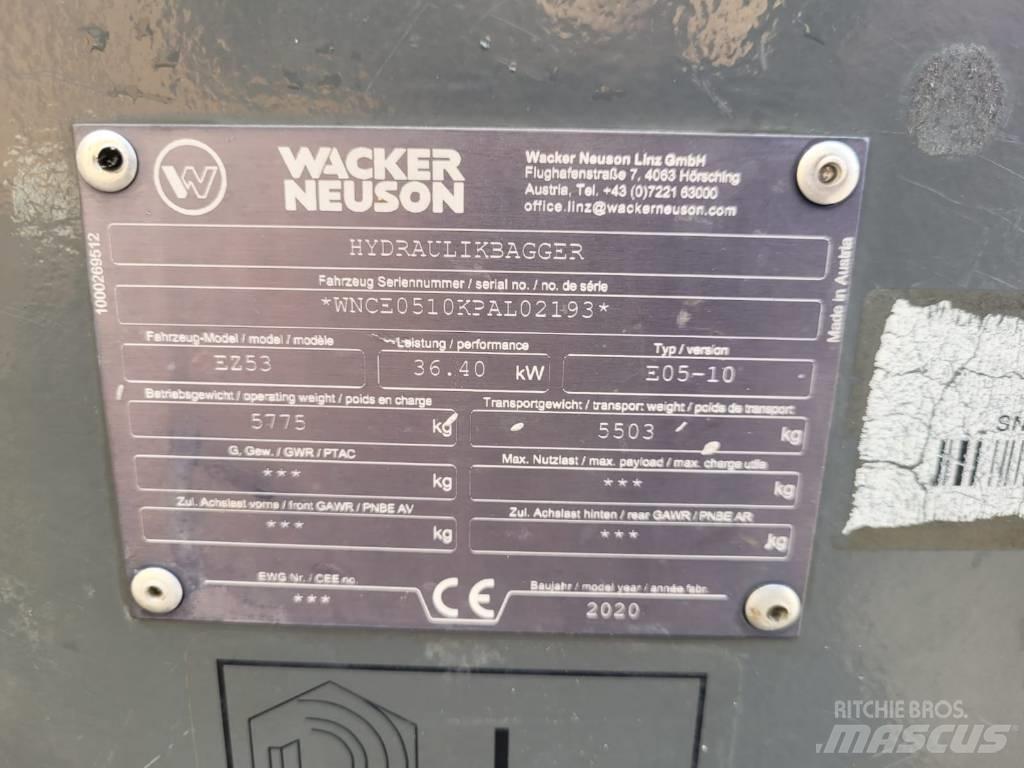 WACKER
NEUSON
Wacker Neuson Linz GmbH
Flughafenstraße 7, 4063 Hörsching
Austria, Tel. +43 (0)7221 63000
office.linz@wackerneuson.com
1000269512
HYDRAULIKBAGGER
Made in Austria
Fahrzeug Seriennummer / serial no. / no. de série
*WNCE0510KPAL02193*
Fahrzeug-Model / model / modèle
EZ53
Leistung / performance
36.40 kW
Typ / version
E05-10
Betriebsgewicht / operating weight / poids en charge
5775 kg
Transportgewicht / transport weight / poids de transport
5503 kg
G. Gew. / GWR / PTAC
*** kg
Max. Nutzlast / max. payload / max. charge utile
*** kg
Zul. Achslast vorne / front GAWR / PNBE AV
*** kg
Zul. Achslast hinten / rear GAWR / PNBE AR
*** kg
EWG Nr. / CEE no.
***
CE
Baujahr / model year / année fabr.
2020
SN
RITCHIE BROS.
MASCUS